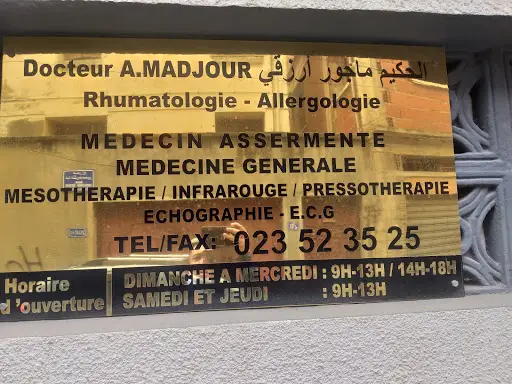 Docteur A.MADJOUR الحكيم ماجور أرزقي
Rhumatologie - Allergologie
MEDECIN ASSERMENTE
MEDECINE GENERALE
MESOTHERAPIE / INFRAROUGE / PRESSOTHERAPIE
ECHOGRAPHIE - E.C.G
TEL/FAX: 023 52 35 25
Horaire
d'ouverture
DIMANCHE A MERCREDI : 9H-13H / 14H-18H
SAMEDI ET JEUDI : 9H-13H